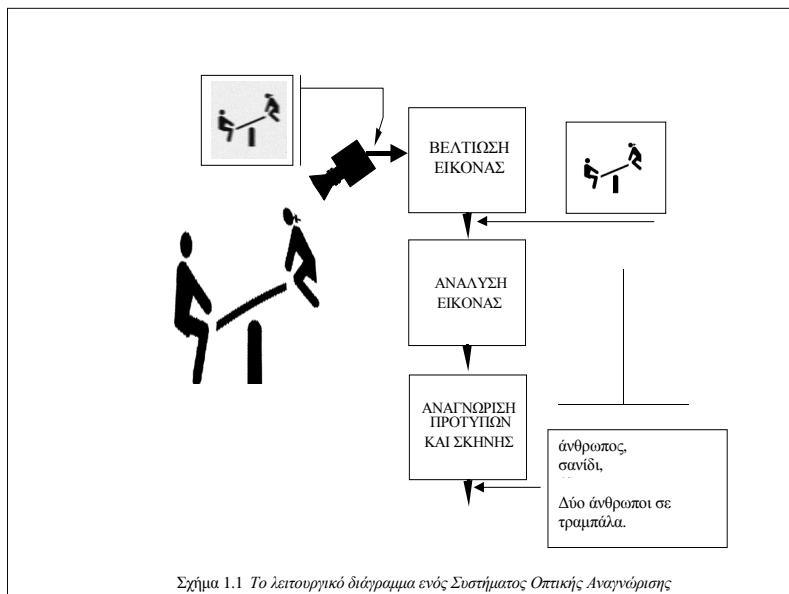 ΒΕΛΤΙΩΣΗ
ΕΙΚΟΝΑΣ
ΑΝΑΛΥΣΗ
ΕΙΚΟΝΑΣ
ΑΝΑΓΝΩΡΙΣΗ
ΠΡΟΤΥΠΩΝ
ΚΑΙ ΣΚΗΝΗΣ
άνθρωπος,
σανίδι,
Δύο άνθρωποι σε
τραμπάλα.
Σχήμα 1.1 Το λειτουργικό διάγραμμα ενός Συστήματος Οπτικής Αναγνώρισης